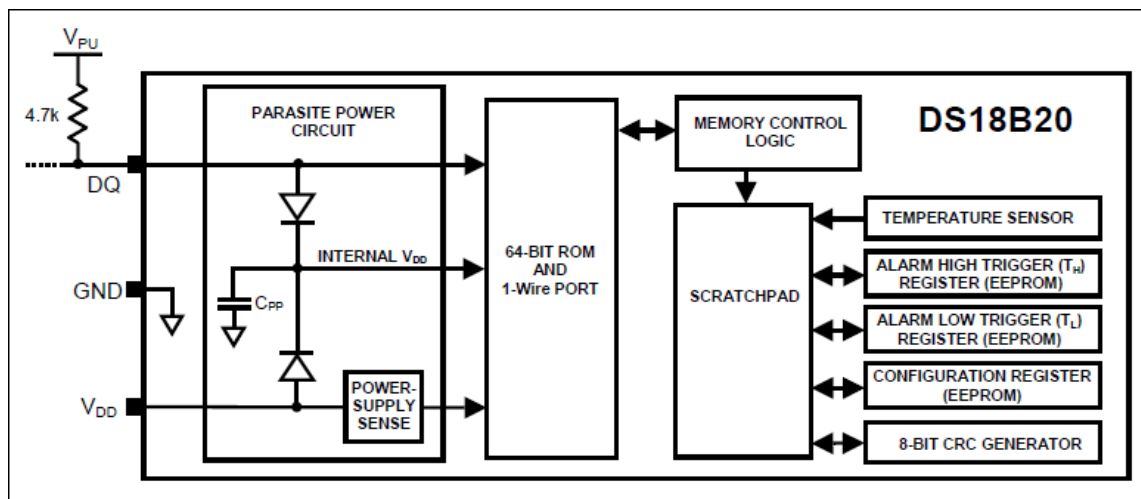 V_PU
4.7k
DQ
GND
V_DD
PARASITE POWER
CIRCUIT
INTERNAL V_DD
C_PP
POWER-
SUPPLY
SENSE
64-BIT ROM
AND
1-Wire PORT
MEMORY CONTROL
LOGIC
SCRATCHPAD
DS18B20
TEMPERATURE SENSOR
ALARM HIGH TRIGGER (T_H)
REGISTER (EEPROM)
ALARM LOW TRIGGER (T_L)
REGISTER (EEPROM)
CONFIGURATION REGISTER
(EEPROM)
8-BIT CRC GENERATOR